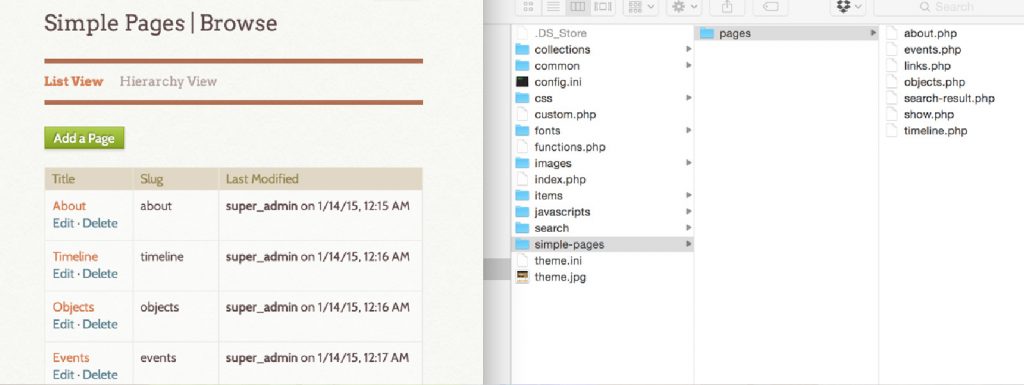 Simple Pages | Browse
List View Hierarchy View
Add a Page
Title Slug Last Modified
About about super_admin on 1/14/15, 12:15 AM
Edit · Delete
Timeline timeline super_admin on 1/14/15, 12:16 AM
Edit · Delete
Objects objects super_admin on 1/14/15, 12:16 AM
Edit · Delete
Events events super_admin on 1/14/15, 12:17 AM
Edit · Delete
Search
.DS_Store
collections
common
config.ini
css
custom.php
fonts
functions.php
images
index.php
items
javascripts
search
simple-pages
theme.ini
theme.jpg
pages
about.php
events.php
links.php
objects.php
search-result.php
show.php
timeline.php